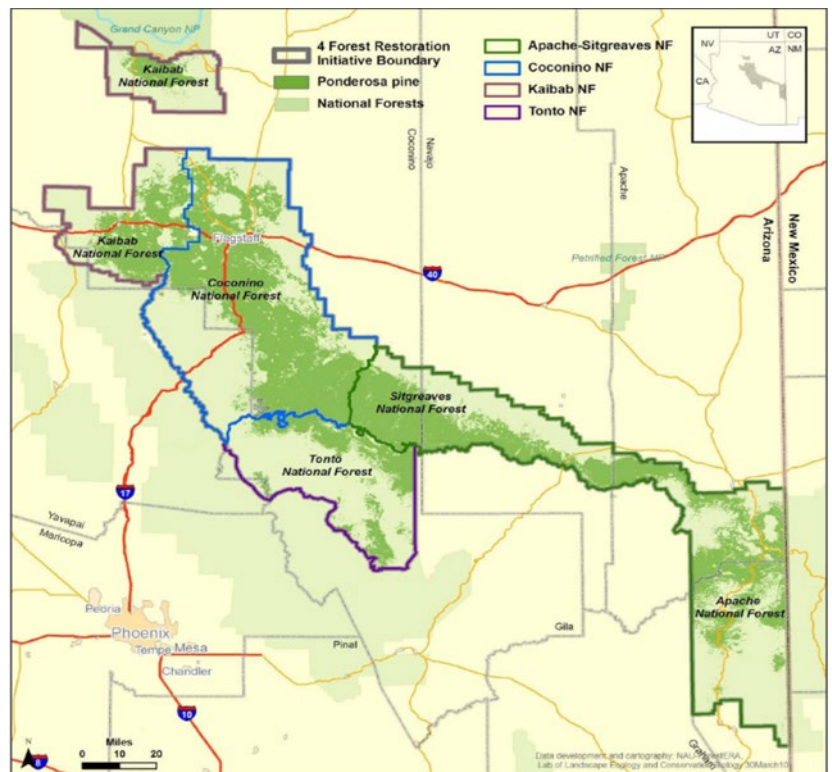 Grand Canyon NP
Kaibab
National Forest
4 Forest Restoration
Initiative Boundary
Ponderosa pine
National Forests
Apache-Sitgreaves NF
Coconino NF
Kaibab NF
Tonto NF
NV
UT
CO
AZ
NM
CA
Coconino
Navajo
Apache
Kaibab
National Forest
Flagstaff
Coconino
National Forest
40
Petrified Forest NP
Arizona
New Mexico
Sitgreaves
National Forest
Tonto
National Forest
17
Yavapai
Maricopa
Peoria
Phoenix
Tempe
Mesa
Chandler
Pinal
Gila
Apache
National Forest
10
Graham
N
Miles
0 10 20
8
Data development and cartography: NAU-ForestERA,
Lab of Landscape Ecology and Conservation Biology 30March10